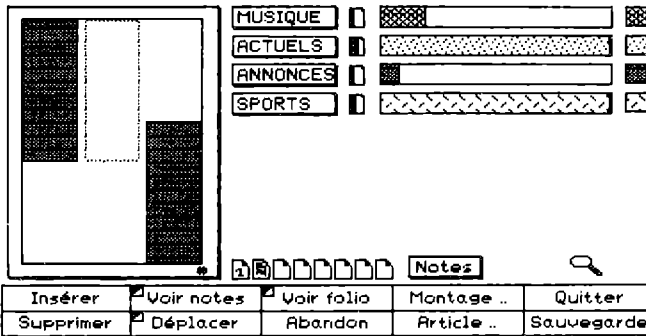 MUSIQUE
ACTUELS
ANNONCES
SPORTS
Notes
Insérer Voir notes Voir folio Montage .. Quitter
Supprimer Déplacer Abandon Article .. Sauvegarde